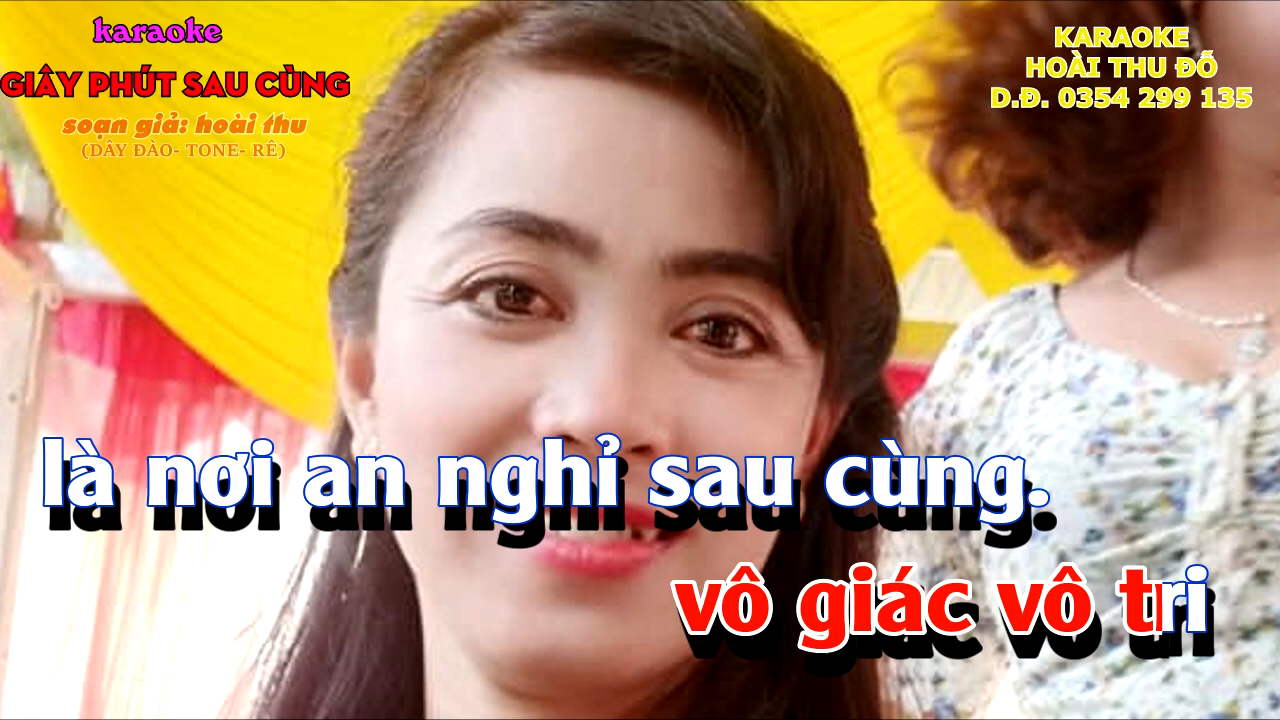 karaoke
GIÂY PHÚT SAU CÙNG
soạn giả: hoài thu
(DÂY ĐÀO- TONE- RÊ)
KARAOKE
HOÀI THU ĐỖ
D.Đ. 0354 299 135
là nơi an nghỉ sau cùng.
vô giác vô tri